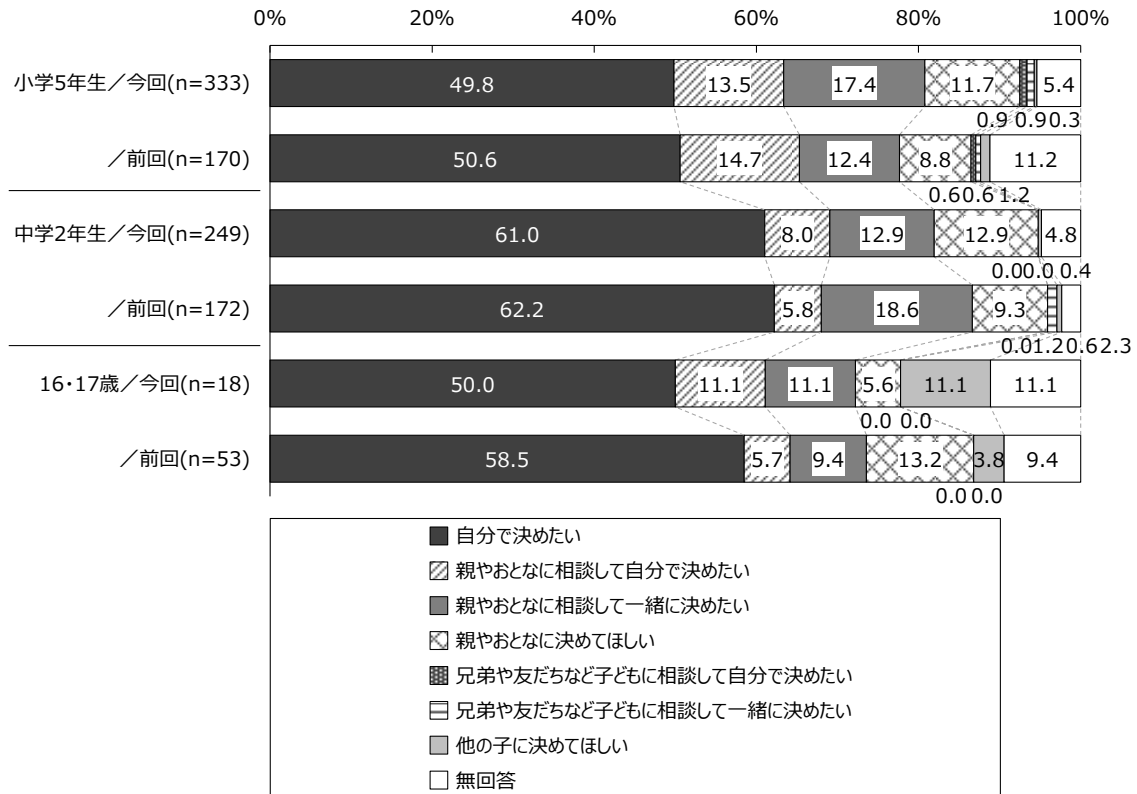 0% 20% 40% 60% 80% 100%
小学5年生／今回(n=333) 49.8 13.5 17.4 11.7 5.4
0.9 0.9 0.3
／前回(n=170) 50.6 14.7 12.4 8.8 11.2
0.6 0.6 1.2
中学2年生／今回(n=249) 61.0 8.0 12.9 12.9 4.8
0.0 0.0 0.4
／前回(n=172) 62.2 5.8 18.6 9.3
0.0 1.2 0.6 2.3
16・17歳／今回(n=18) 50.0 11.1 11.1 5.6 11.1 11.1
0.0 0.0
／前回(n=53) 58.5 5.7 9.4 13.2 3.8 9.4
0.0 0.0
自分で決めたい
親やおとなに相談して自分で決めたい
親やおとなに相談して一緒に決めたい
親やおとなに決めてほしい
兄弟や友だちなど子どもに相談して自分で決めたい
兄弟や友だちなど子どもに相談して一緒に決めたい
他の子に決めてほしい
無回答